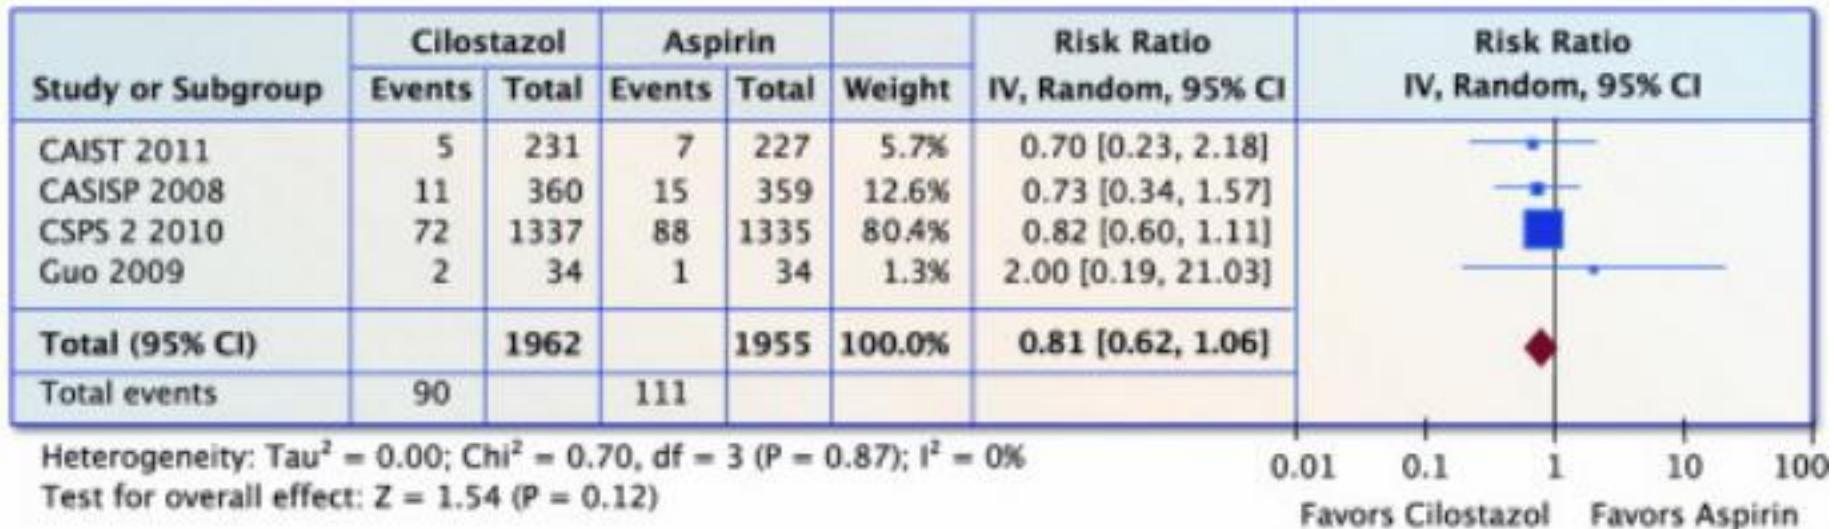 Cilostazol Aspirin Risk Ratio Risk Ratio
Study or Subgroup Events Total Events Total Weight IV, Random, 95% CI IV, Random, 95% CI
CAIST 2011 5 231 7 227 5.7% 0.70 [0.23, 2.18]
CASISP 2008 11 360 15 359 12.6% 0.73 [0.34, 1.57]
CSPS 2 2010 72 1337 88 1335 80.4% 0.82 [0.60, 1.11]
Guo 2009 2 34 1 34 1.3% 2.00 [0.19, 21.03]
Total (95% CI) 1962 1955 100.0% 0.81 [0.62, 1.06]
Total events 90 111
Heterogeneity: Tau² = 0.00; Chi² = 0.70, df = 3 (P = 0.87); I² = 0%
Test for overall effect: Z = 1.54 (P = 0.12)
0.01 0.1 1 10 100
Favors Cilostazol Favors Aspirin